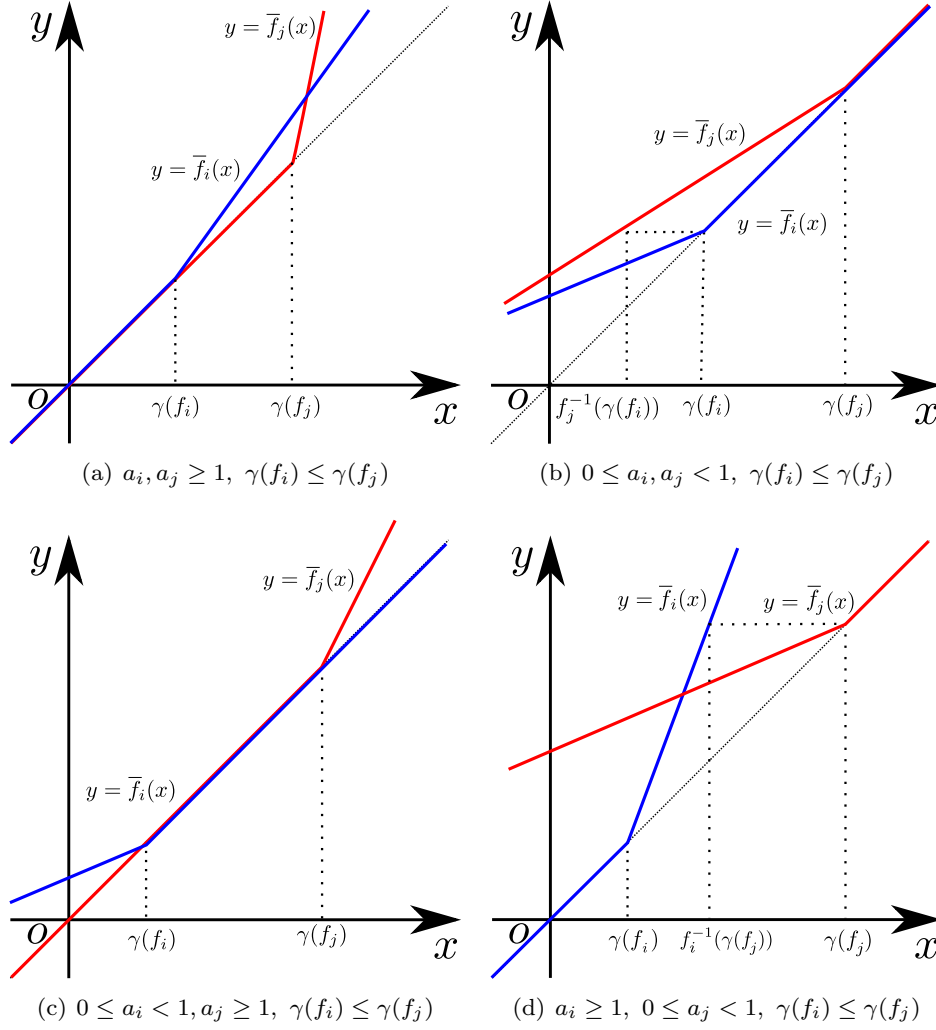 y
y = f̅ⱼ(x)
y = f̅ᵢ(x)
O
γ(fᵢ)
γ(fⱼ)
x
(a) aᵢ, aⱼ ≥ 1, γ(fᵢ) ≤ γ(fⱼ)
y
y = f̅ⱼ(x)
y = f̅ᵢ(x)
O
fⱼ⁻¹(γ(fᵢ))
γ(fᵢ)
γ(fⱼ)
x
(b) 0 ≤ aᵢ, aⱼ < 1, γ(fᵢ) ≤ γ(fⱼ)
y
y = f̅ⱼ(x)
y = f̅ᵢ(x)
O
γ(fᵢ)
γ(fⱼ)
x
(c) 0 ≤ aᵢ < 1, aⱼ ≥ 1, γ(fᵢ) ≤ γ(fⱼ)
y
y = f̅ᵢ(x)
y = f̅ⱼ(x)
O
γ(fᵢ)
fᵢ⁻¹(γ(fⱼ))
γ(fⱼ)
x
(d) aᵢ ≥ 1, 0 ≤ aⱼ < 1, γ(fᵢ) ≤ γ(fⱼ)